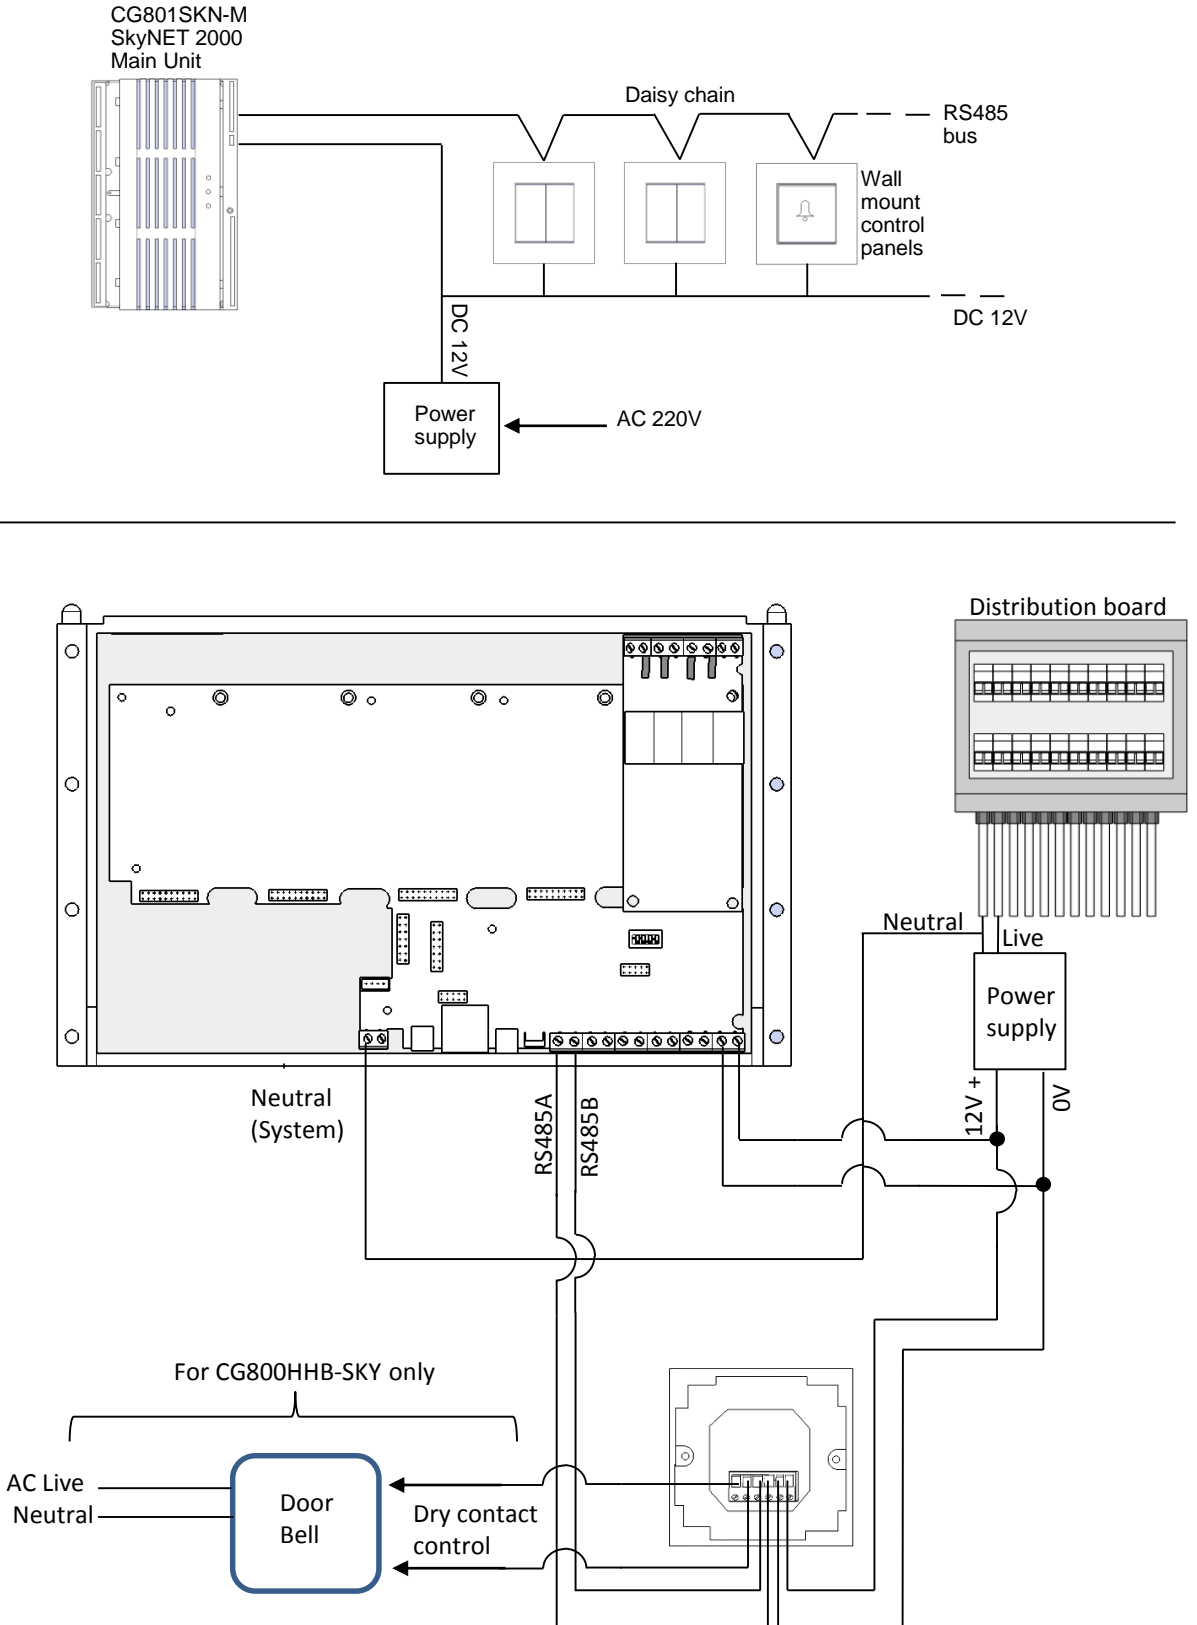 CG801SKN-M
SkyNET 2000
Main Unit
Daisy chain
RS485
bus
Wall
mount
control
panels
DC 12V
DC 12V
Power
supply
AC 220V
Distribution board
Neutral
Live
Power
supply
Neutral
(System)
RS485A
RS485B
12V +
0V
For CG800HHB-SKY only
AC Live
Neutral
Door
Bell
Dry contact
control